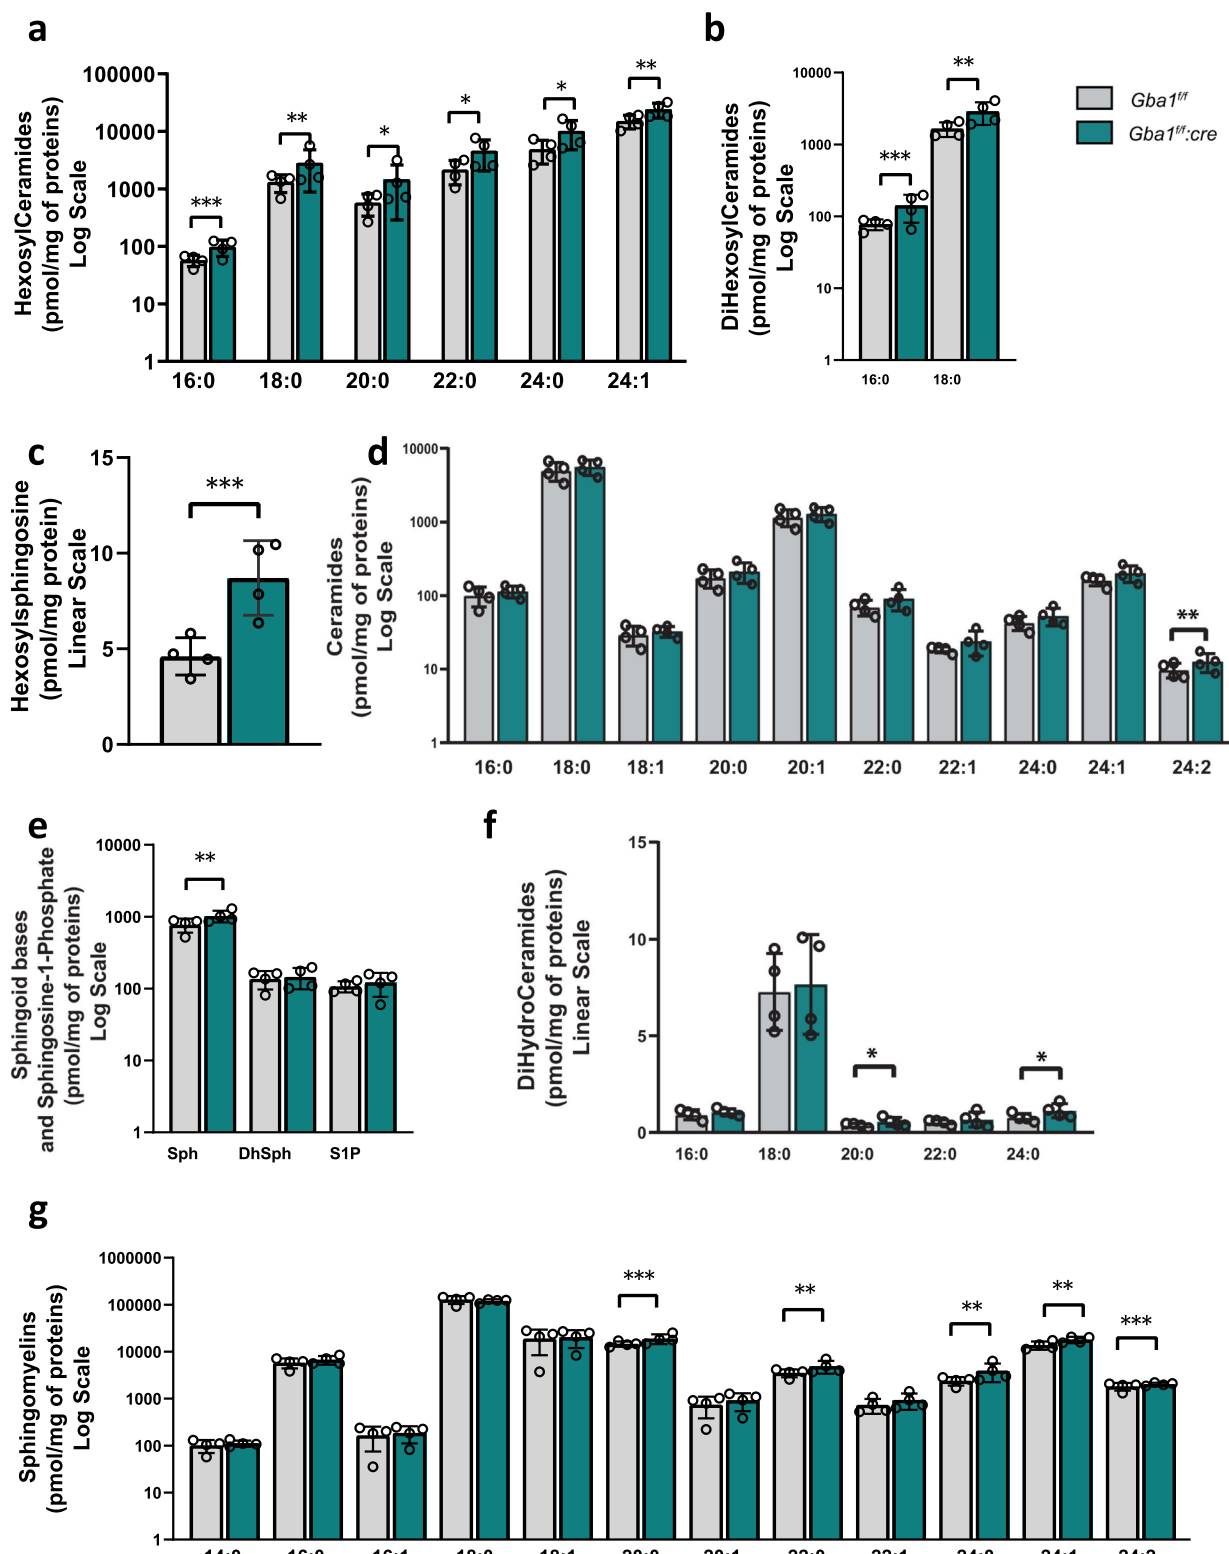 a
HexosylCeramides
(pmol/mg of proteins)
Log Scale
100000
10000
1000
100
10
1
***
**
*
*
*
**
16:0 18:0 20:0 22:0 24:0 24:1
b
DiHexosylCeramides
(pmol/mg of proteins)
Log Scale
10000
1000
100
10
1
***
**
16:0 18:0
Gba1f/f
Gba1f/f:cre
c
Hexosylsphingosine
(pmol/mg protein)
Linear Scale
15
10
5
0
***
d
Ceramides
(pmol/mg of proteins)
Log Scale
10000
1000
100
10
1
**
16:0 18:0 18:1 20:0 20:1 22:0 22:1 24:0 24:1 24:2
e
Sphingoid bases
and Sphingosine-1-Phosphate
(pmol/mg of proteins)
Log Scale
10000
1000
100
10
1
**
Sph DhSph S1P
f
DiHydroCeramides
(pmol/mg of proteins)
Linear Scale
15
10
5
0
*
*
16:0 18:0 20:0 22:0 24:0
g
Sphingomyelins
(pmol/mg of proteins)
Log Scale
1000000
100000
10000
1000
100
10
1
***
**
**
**
***